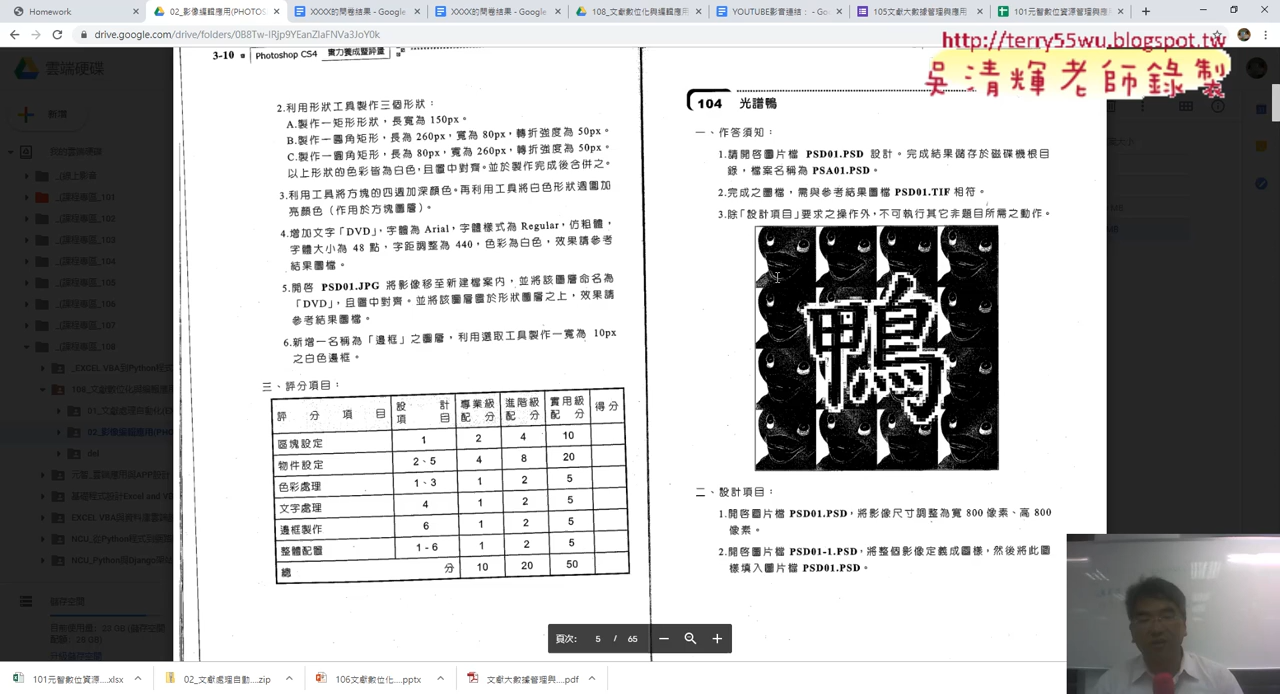 Homework
02_影像編輯應用(PHOTOS
XXXX的問卷結果 - Google
XXXX的問卷結果 - Google
108_文獻數位化與編輯應用
YOUTUBE影音連結： - Goo
105文獻大數據管理與應用
101元智數位資源管理與應
drive.google.com/drive/folders/0B8Tw-IRjp9YEanZIaFNVa3JoY0k
http://terry55wu.blogspot.tw
吳清輝老師錄製
雲端硬碟
新增
3-10 Photoshop CS4 實力養成暨評量
2.利用形狀工具製作三個形狀：
A.製作一矩形形狀，長寬為 150px。
B.製作一圓角矩形，長為 260px，寬為 80px，轉折強度為 50px。
C.製作一圓角矩形，長為 80px，寬為 260px，轉折強度為 50px。
以上形狀的色彩皆為白色，且置中對齊。並於製作完成後合併之。
3.利用工具將方塊的四週加深顏色。再利用工具將白色形狀週圍加
亮顏色（作用於方塊圖層）。
4.增加文字「DVD」，字體為 Arial，字體樣式為 Regular，仿粗體，
字體大小為 48 點，字距調整為 440，色彩為白色，效果請參考
結果圖檔。
5.開啓 PSD01.JPG 將影像移至新建檔案內，並將該圖層命名為
「DVD」，且置中對齊。並將該圖層置於形狀圖層之上，效果請
參考結果圖檔。
6.新增一名稱為「邊框」之圖層，利用選取工具製作一寬為 10px
之白色邊框。
三、評分項目：
評分項目 設計項目 專業級配分 進階級配分 實用級配分 得分
區塊設定 1 2 4 10
物件設定 2、5 4 8 20
色彩處理 1、3 1 2 5
文字處理 4 1 2 5
邊框製作 6 1 2 5
整體配置 1-6 1 2 5
總分 10 20 50
104 光譜鴨
一、作答須知：
1.請開啓圖片檔 PSD01.PSD 設計。完成結果儲存於磁碟機根目
錄，檔案名稱為 PSA01.PSD。
2.完成之圖檔，需與參考結果圖檔 PSD01.TIF 相符。
3.除「設計項目」要求之操作外，不可執行其它非題目所需之動作。
鴨
二、設計項目：
1.開啓圖片檔 PSD01.PSD，將影像尺寸調整為寬 800 像素、高 800
像素。
2.開啓圖片檔 PSD01-1.PSD，將整個影像定義成圖樣，然後將此圖
樣填入圖片檔 PSD01.PSD。
頁次： 5 / 65
101元智數位資源....xlsx
02_文獻處理自動....zip
106文獻數位化....pptx
文獻大數據管理與....pdf